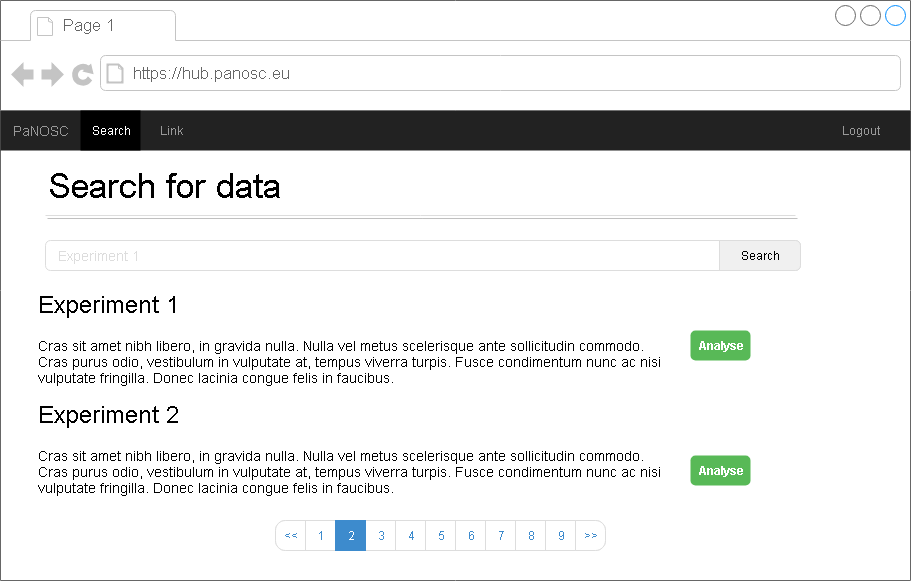 Page 1
https://hub.panosc.eu
PaNOSC Search Link Logout
Search for data
Experiment 1 Search
Experiment 1
Cras sit amet nibh libero, in gravida nulla. Nulla vel metus scelerisque ante sollicitudin commodo.
Cras purus odio, vestibulum in vulputate at, tempus viverra turpis. Fusce condimentum nunc ac nisi
vulputate fringilla. Donec lacinia congue felis in faucibus.
Analyse
Experiment 2
Cras sit amet nibh libero, in gravida nulla. Nulla vel metus scelerisque ante sollicitudin commodo.
Cras purus odio, vestibulum in vulputate at, tempus viverra turpis. Fusce condimentum nunc ac nisi
vulputate fringilla. Donec lacinia congue felis in faucibus.
Analyse
<< 1 2 3 4 5 6 7 8 9 >>